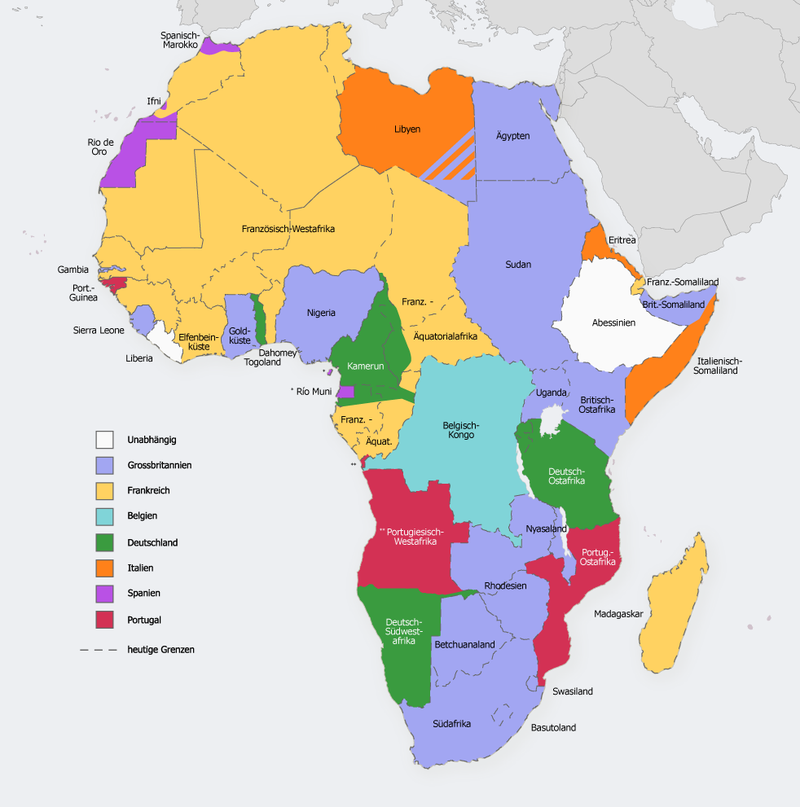 Spanisch-
Marokko
Ifni
Rio de
Oro
Libyen
Ägypten
Französisch-Westafrika
Gambia
Port.-
Guinea
Sierra Leone
Liberia
Elfenbein-
küste
Gold-
küste
Dahomey
Togoland
Nigeria
Franz. -
Äquatorialafrika
Sudan
Eritrea
Franz.-Somaliland
Brit.-Somaliland
Abessinien
Italienisch-
Somaliland
Kamerun
* Río Muni
Franz. -
Äquat.
**
Belgisch-
Kongo
Uganda
Britisch-
Ostafrika
Deutsch-
Ostafrika
** Portugiesisch-
Westafrika
Nyasaland
Portug.-
Ostafrika
Rhodesien
Madagaskar
Deutsch-
Südwest-
afrika
Betchuanaland
Swasiland
Südafrika
Basutoland
Unabhängig
Grossbritannien
Frankreich
Belgien
Deutschland
Italien
Spanien
Portugal
heutige Grenzen